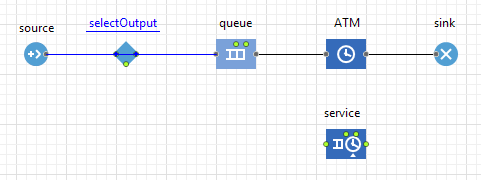 source
selectOutput
queue
ATM
sink
service